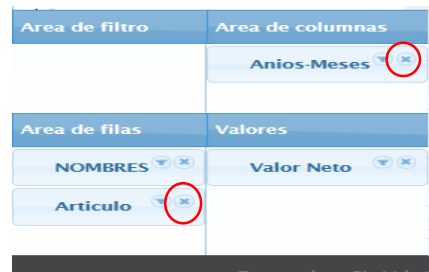 Area de filtro
Area de columnas
Anios-Meses
Area de filas
Valores
NOMBRES
Valor Neto
Articulo